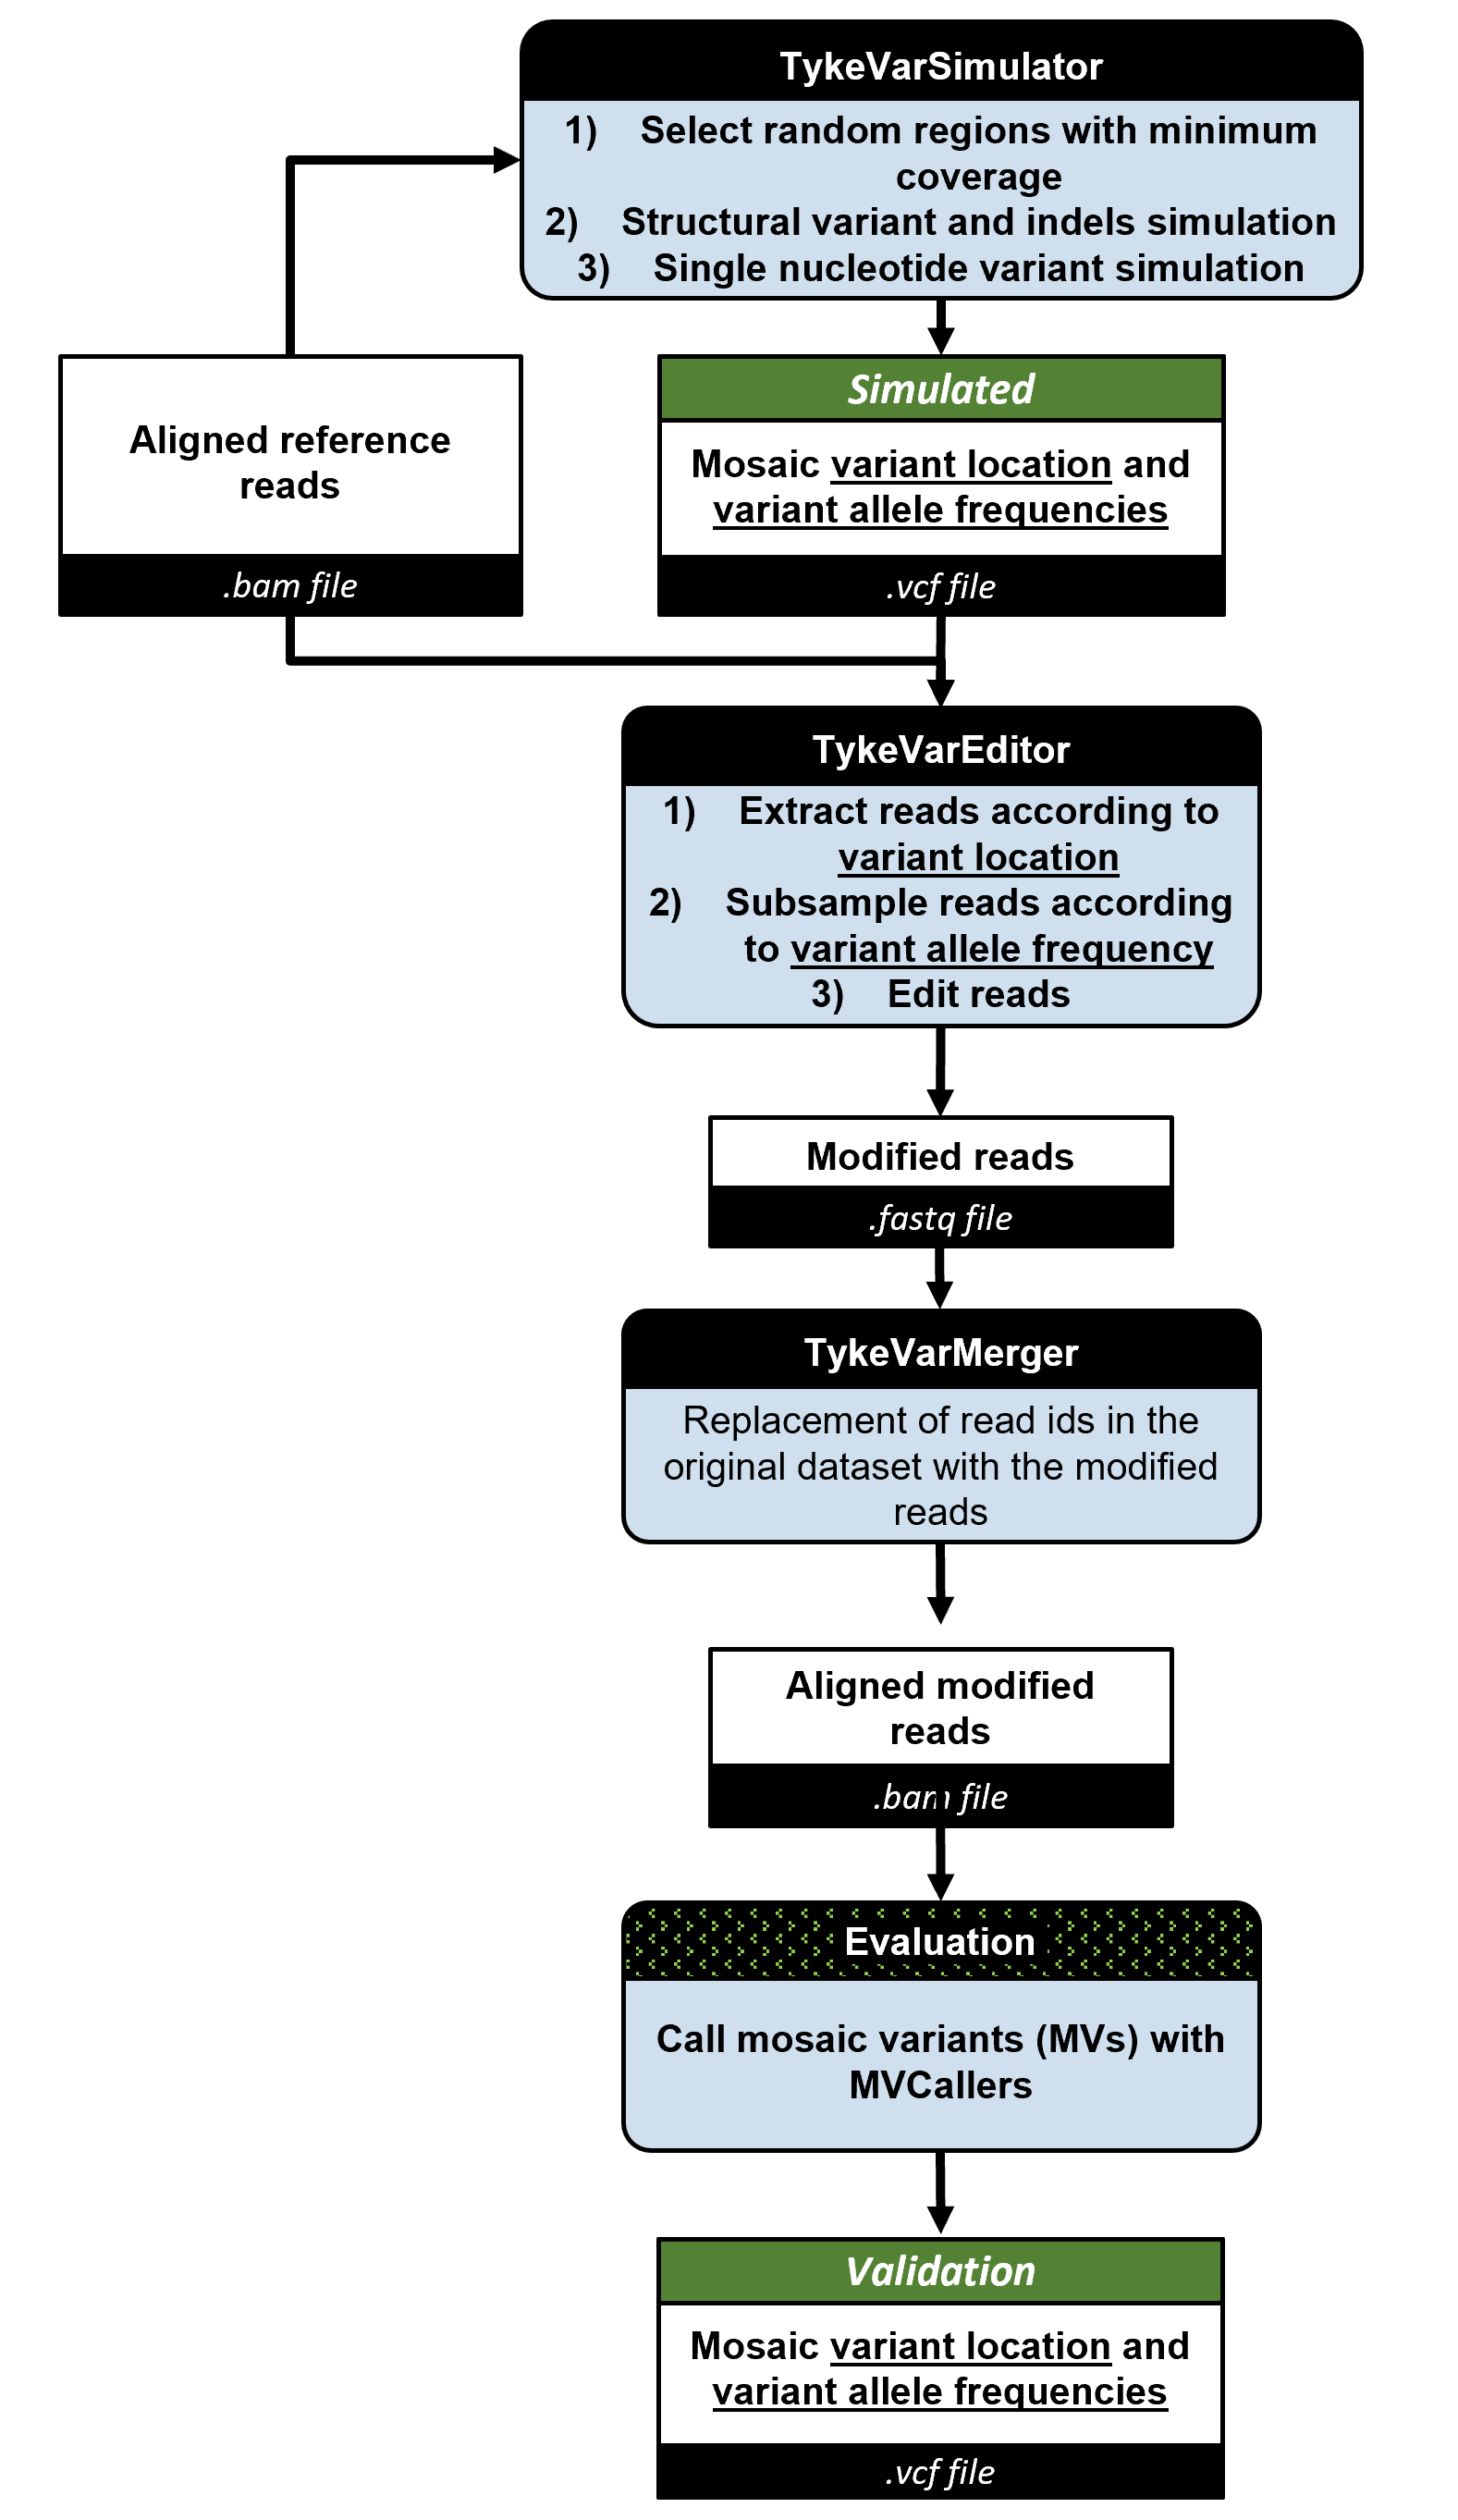 TykeVarSimulator
1) Select random regions with minimum
coverage
2) Structural variant and indels simulation
3) Single nucleotide variant simulation
Aligned reference
reads
.bam file
Simulated
Mosaic variant location and
variant allele frequencies
.vcf file
TykeVarEditor
1) Extract reads according to
variant location
2) Subsample reads according
to variant allele frequency
3) Edit reads
Modified reads
.fastq file
TykeVarMerger
Replacement of read ids in the
original dataset with the modified
reads
Aligned modified
reads
.bam file
Evaluation
Call mosaic variants (MVs) with
MVCallers
Validation
Mosaic variant location and
variant allele frequencies
.vcf file